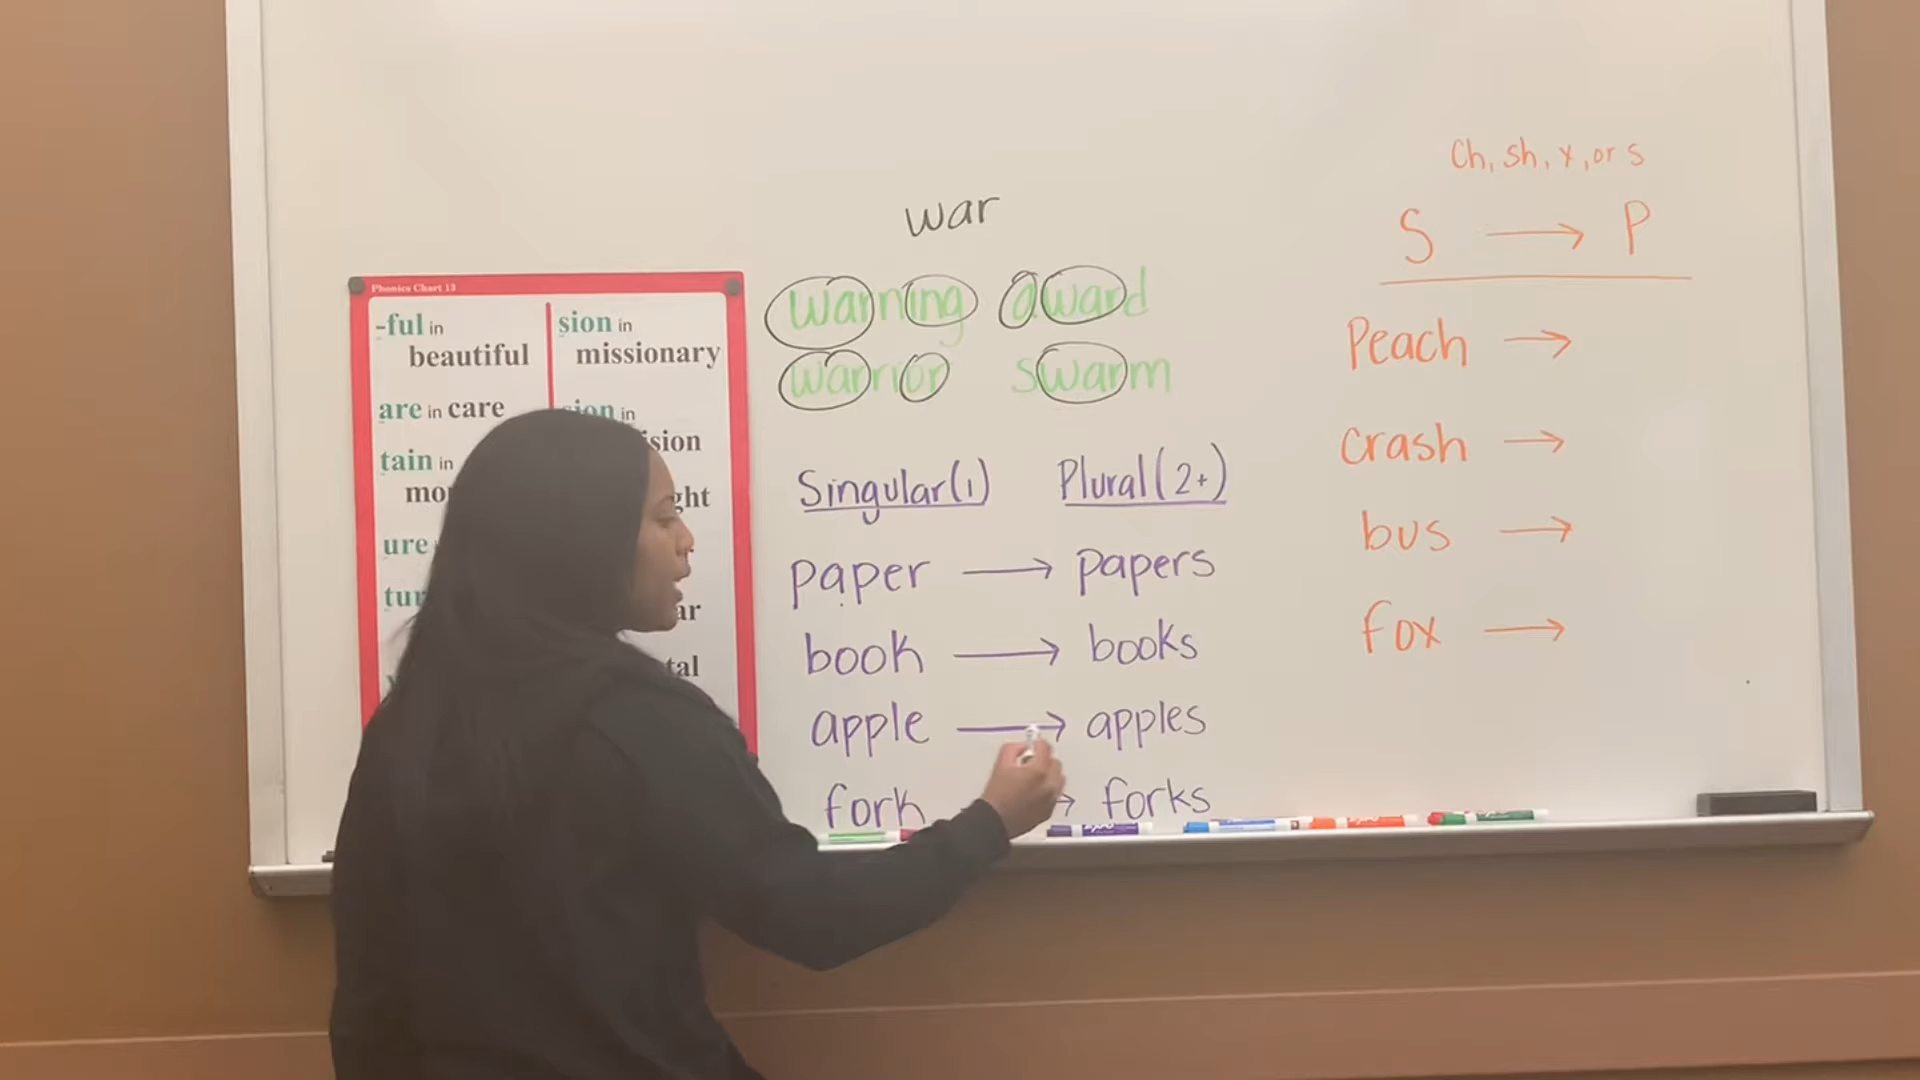 Phonics Chart 13
-ful in
beautiful
are in care
tain in
ure
sion in
missionary
sion in
war
warning award
warrior swarm
Singular(1) Plural(2+)
paper → papers
book → books
apple → apples
fork → forks
Ch, sh, x, or s
S → P
Peach →
crash →
bus →
fox →